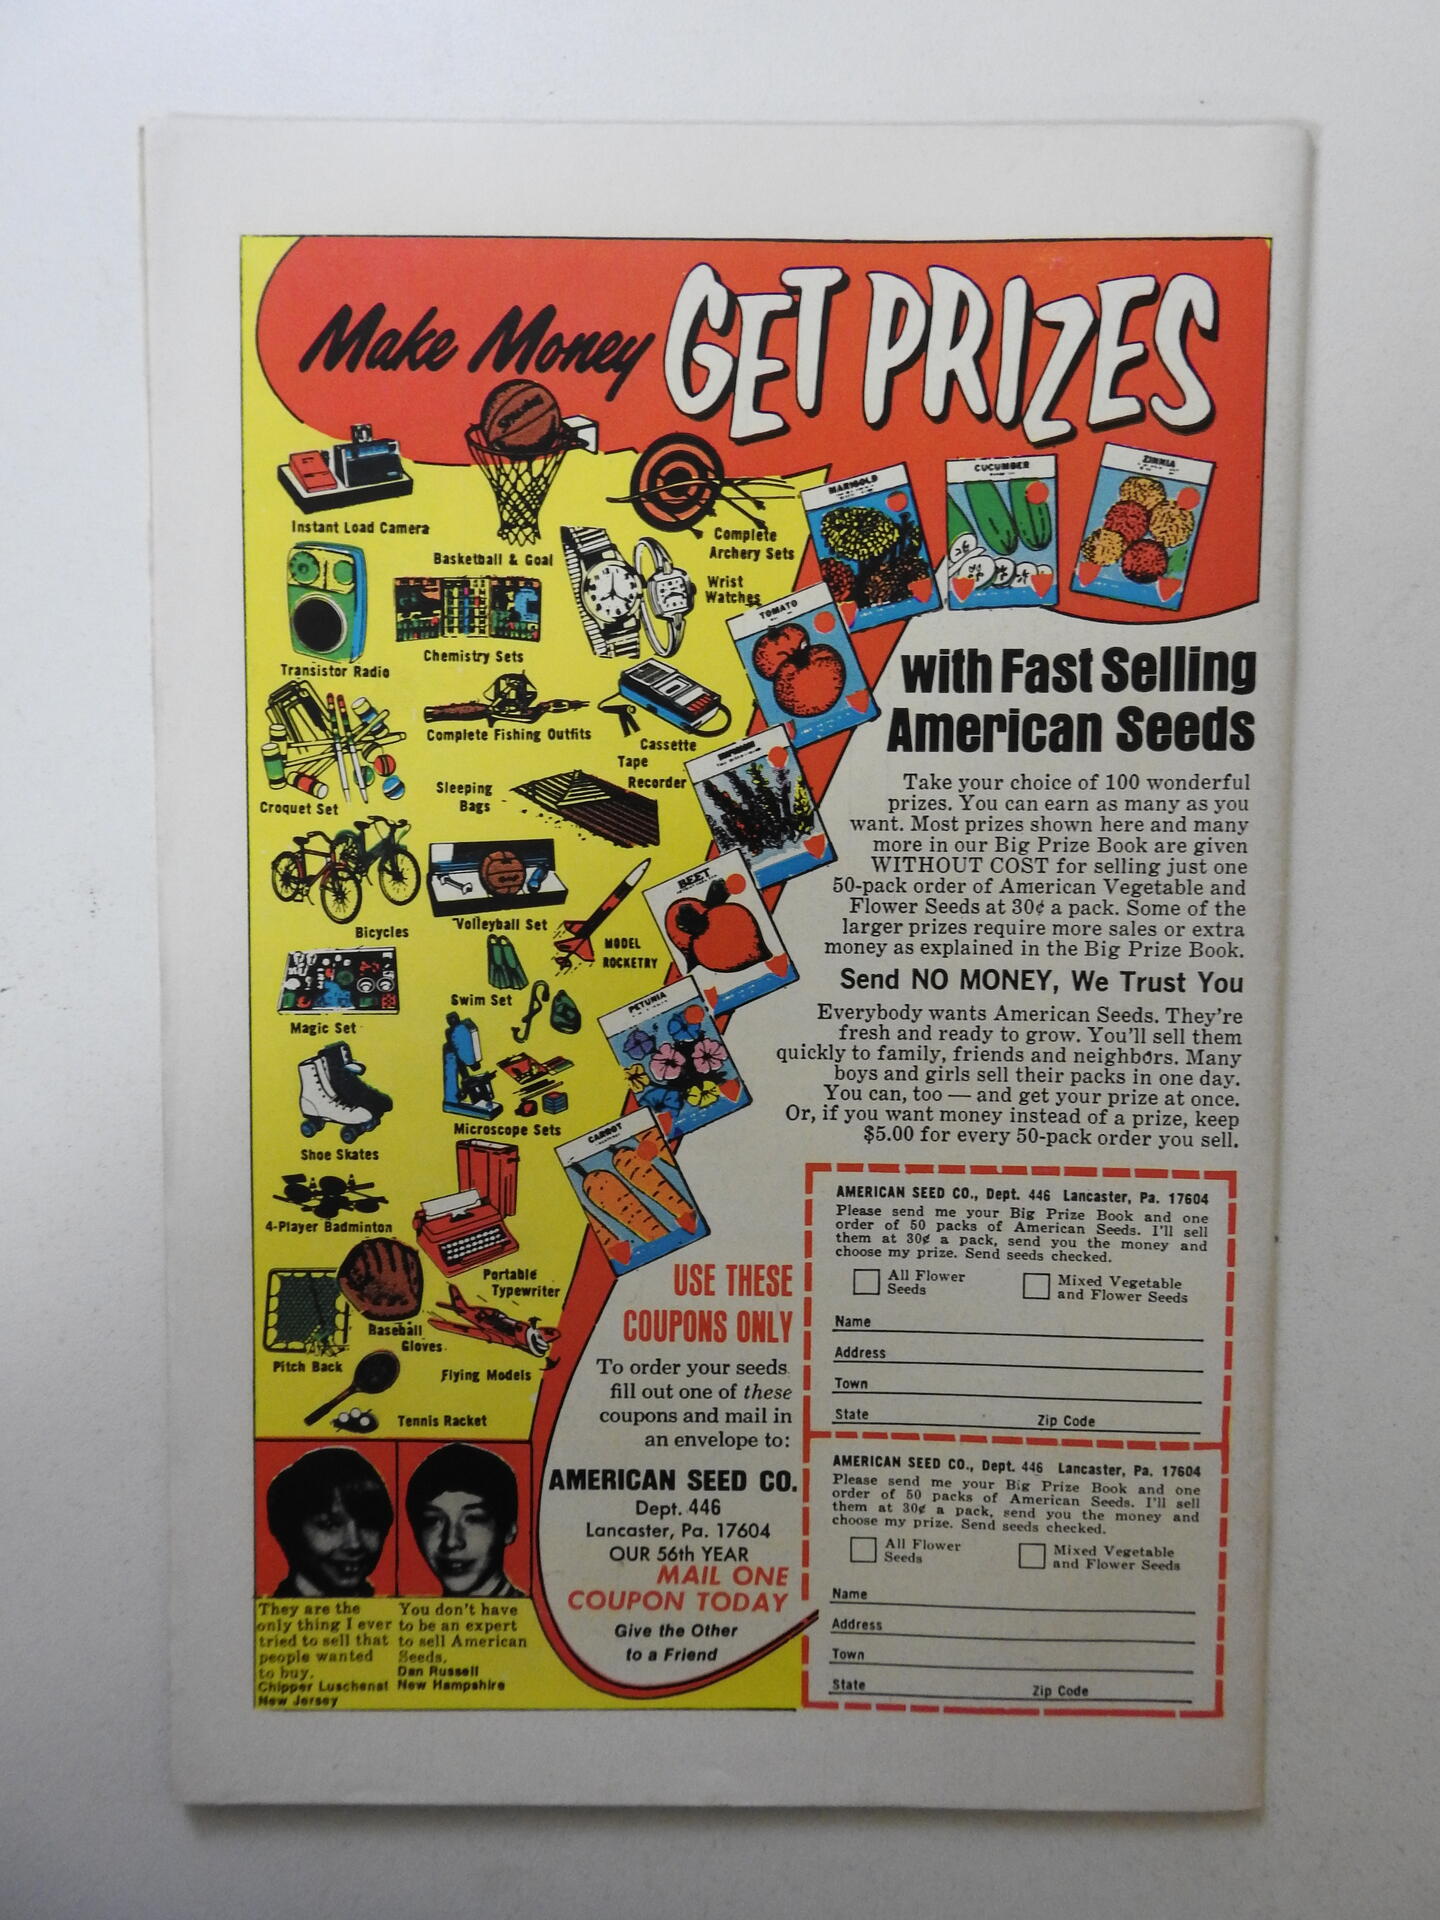 Make Money GET PRIZES
Instant Load Camera
Basketball & Goal
Complete
Archery Sets
Wrist
Watches
Transistor Radio
Chemistry Sets
Complete Fishing Outfits
Cassette
Tape
Recorder
Croquet Set
Sleeping
Bags
Bicycles
Volleyball Set
MODEL
ROCKETRY
Magic Set
Swim Set
Shoe Skates
Microscope Sets
4-Player Badminton
Portable
Typewriter
Baseball
Gloves
Pitch Back
Flying Models
Tennis Racket
MARIGOLD
CUCUMBER
ZINNIA
TOMATO
BEET
PETUNIA
CARROT
with Fast Selling
American Seeds
Take your choice of 100 wonderful
prizes. You can earn as many as you
want. Most prizes shown here and many
more in our Big Prize Book are given
WITHOUT COST for selling just one
50-pack order of American Vegetable and
Flower Seeds at 30¢ a pack. Some of the
larger prizes require more sales or extra
money as explained in the Big Prize Book.
Send NO MONEY, We Trust You
Everybody wants American Seeds. They're
fresh and ready to grow. You'll sell them
quickly to family, friends and neighbors. Many
boys and girls sell their packs in one day.
You can, too — and get your prize at once.
Or, if you want money instead of a prize, keep
$5.00 for every 50-pack order you sell.
USE THESE
COUPONS ONLY
To order your seeds
fill out one of these
coupons and mail in
an envelope to:
AMERICAN SEED CO.
Dept. 446
Lancaster, Pa. 17604
OUR 56th YEAR
MAIL ONE
COUPON TODAY
Give the Other
to a Friend
AMERICAN SEED CO., Dept. 446 Lancaster, Pa. 17604
Please send me your Big Prize Book and one
order of 50 packs of American Seeds. I'll sell
them at 30¢ a pack, send you the money and
choose my prize. Send seeds checked.
All Flower
Seeds
Mixed Vegetable
and Flower Seeds
Name
Address
Town
State Zip Code
AMERICAN SEED CO., Dept. 446 Lancaster, Pa. 17604
Please send me your Big Prize Book and one
order of 50 packs of American Seeds. I'll sell
them at 30¢ a pack, send you the money and
choose my prize. Send seeds checked.
All Flower
Seeds
Mixed Vegetable
and Flower Seeds
Name
Address
Town
State Zip Code
They are the
only thing I ever
tried to sell that
people wanted
to buy.
Chipper Luschenat
New Jersey
You don't have
to be an expert
to sell American
Seeds.
Dan Russell
New Hampshire